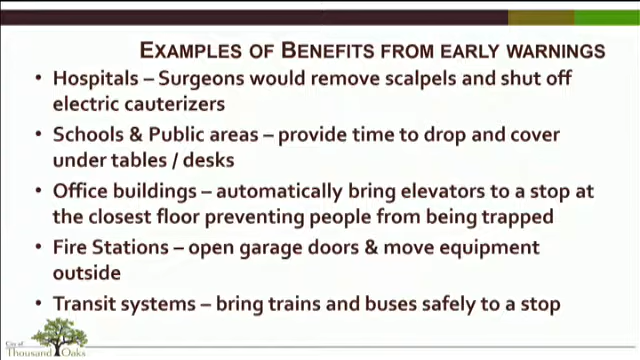 EXAMPLES OF BENEFITS FROM EARLY WARNINGS
• Hospitals – Surgeons would remove scalpels and shut off
electric cauterizers
• Schools & Public areas – provide time to drop and cover
under tables / desks
• Office buildings – automatically bring elevators to a stop at
the closest floor preventing people from being trapped
• Fire Stations – open garage doors & move equipment
outside
• Transit systems – bring trains and buses safely to a stop
City of
Thousand Oaks